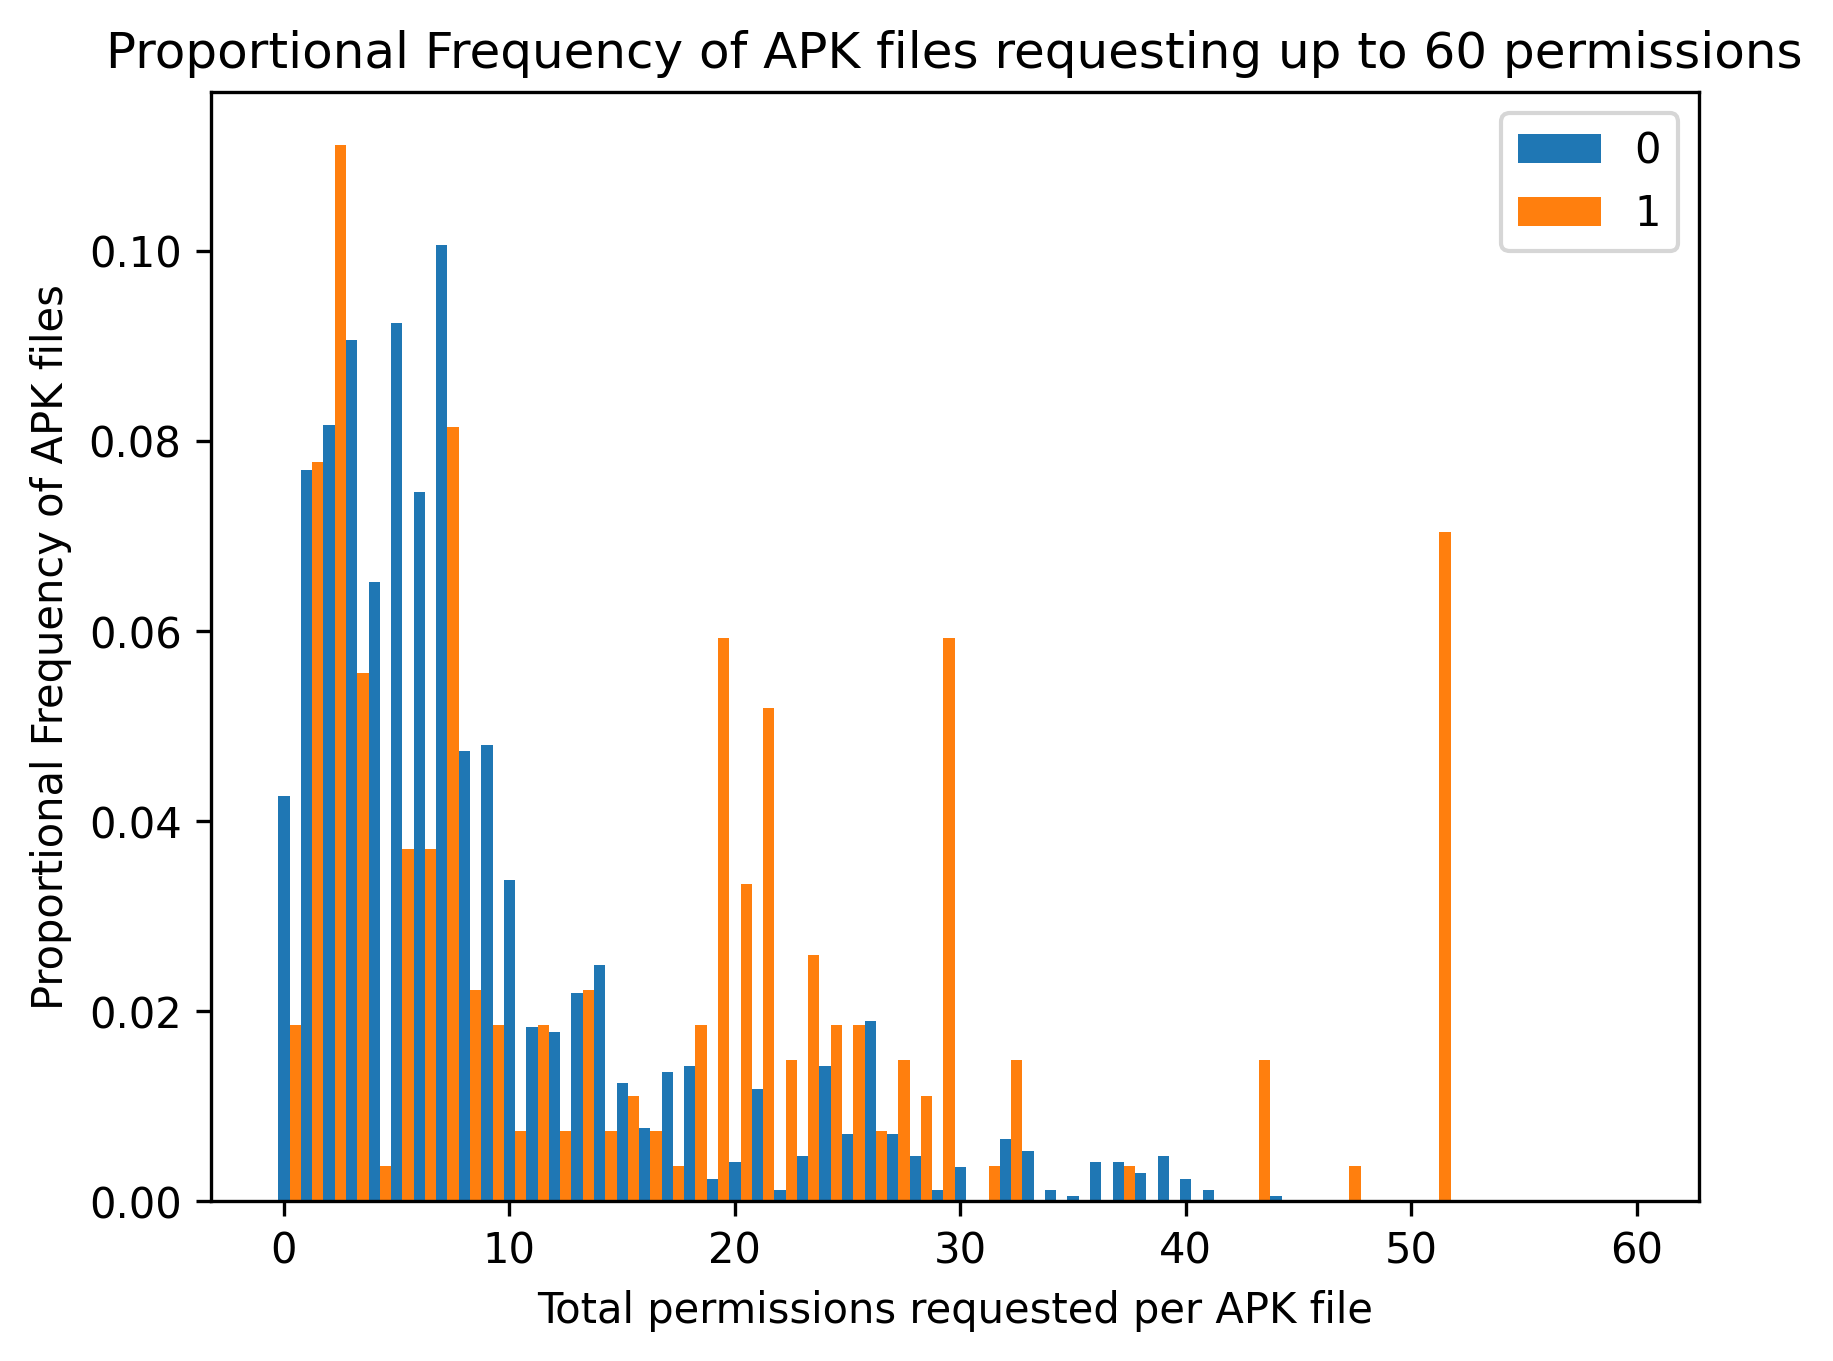 Proportional Frequency of APK files requesting up to 60 permissions
0
1
Proportional Frequency of APK files
0.10
0.08
0.06
0.04
0.02
0.00
0 10 20 30 40 50 60
Total permissions requested per APK file